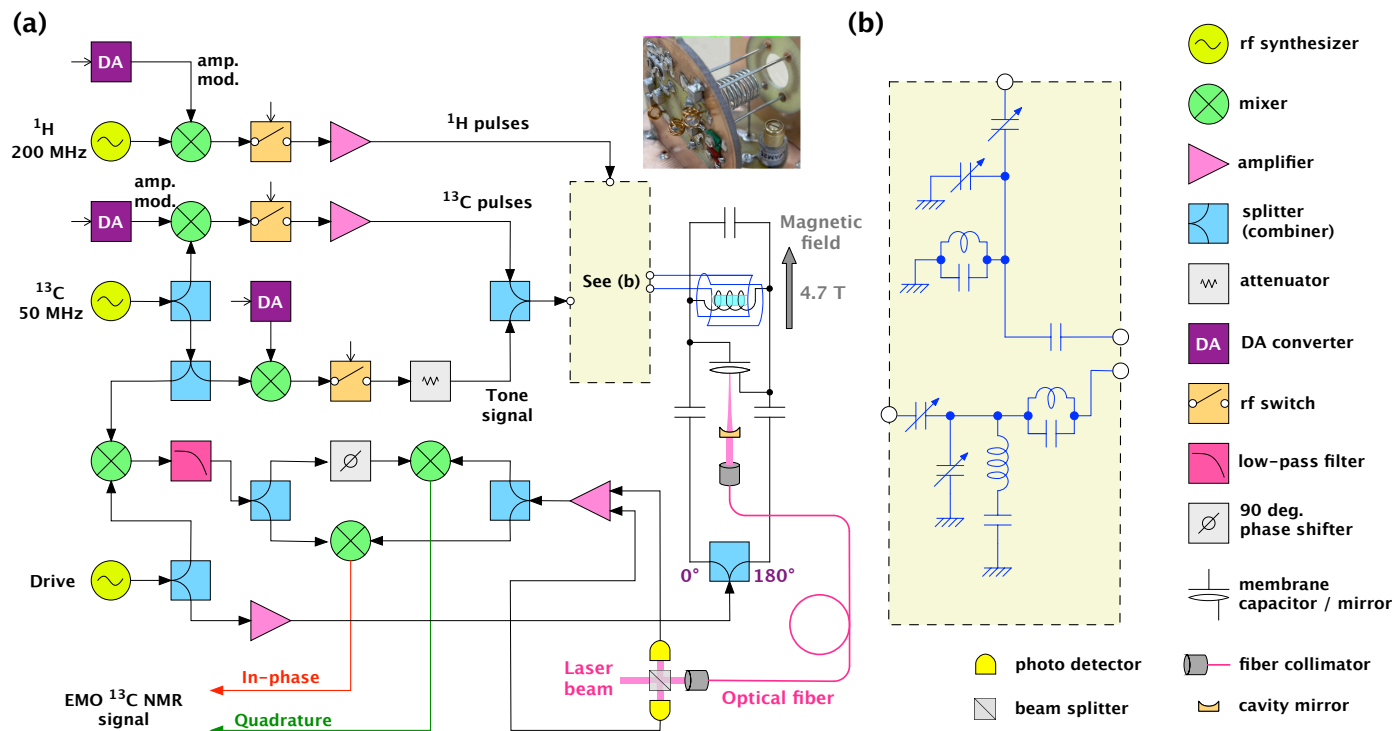 (a)
DA
amp.
mod.
¹H
200 MHz
¹H pulses
amp.
mod.
DA
¹³C pulses
¹³C
50 MHz
DA
See (b)
Magnetic
field
4.7 T
Tone
signal
0°
180°
Drive
Laser
beam
Optical fiber
In-phase
EMO ¹³C NMR
signal
Quadrature
(b)
rf synthesizer
mixer
amplifier
splitter
(combiner)
attenuator
DA
DA converter
rf switch
low-pass filter
90 deg.
phase shifter
membrane
capacitor / mirror
photo detector
fiber collimator
beam splitter
cavity mirror